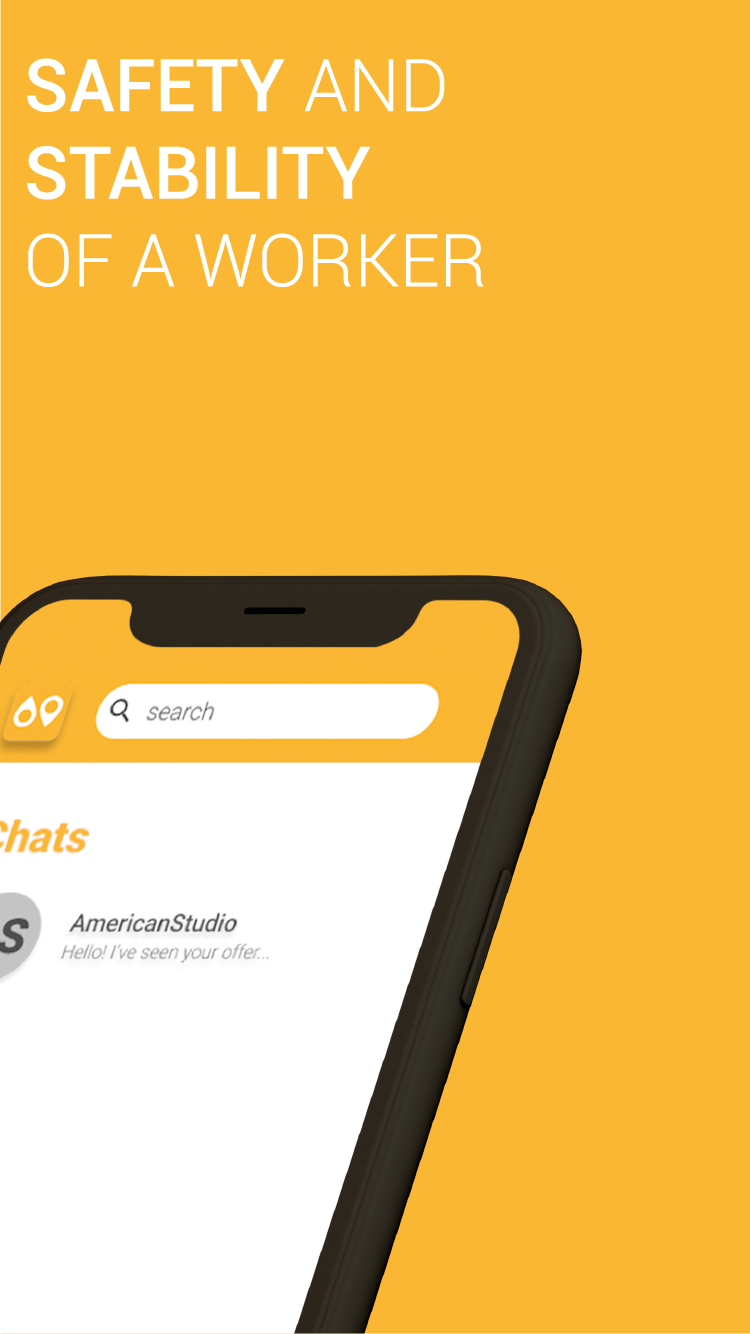 SAFETY AND
STABILITY
OF A WORKER
search
Chats
S
AmericanStudio
Hello! I've seen your offer...